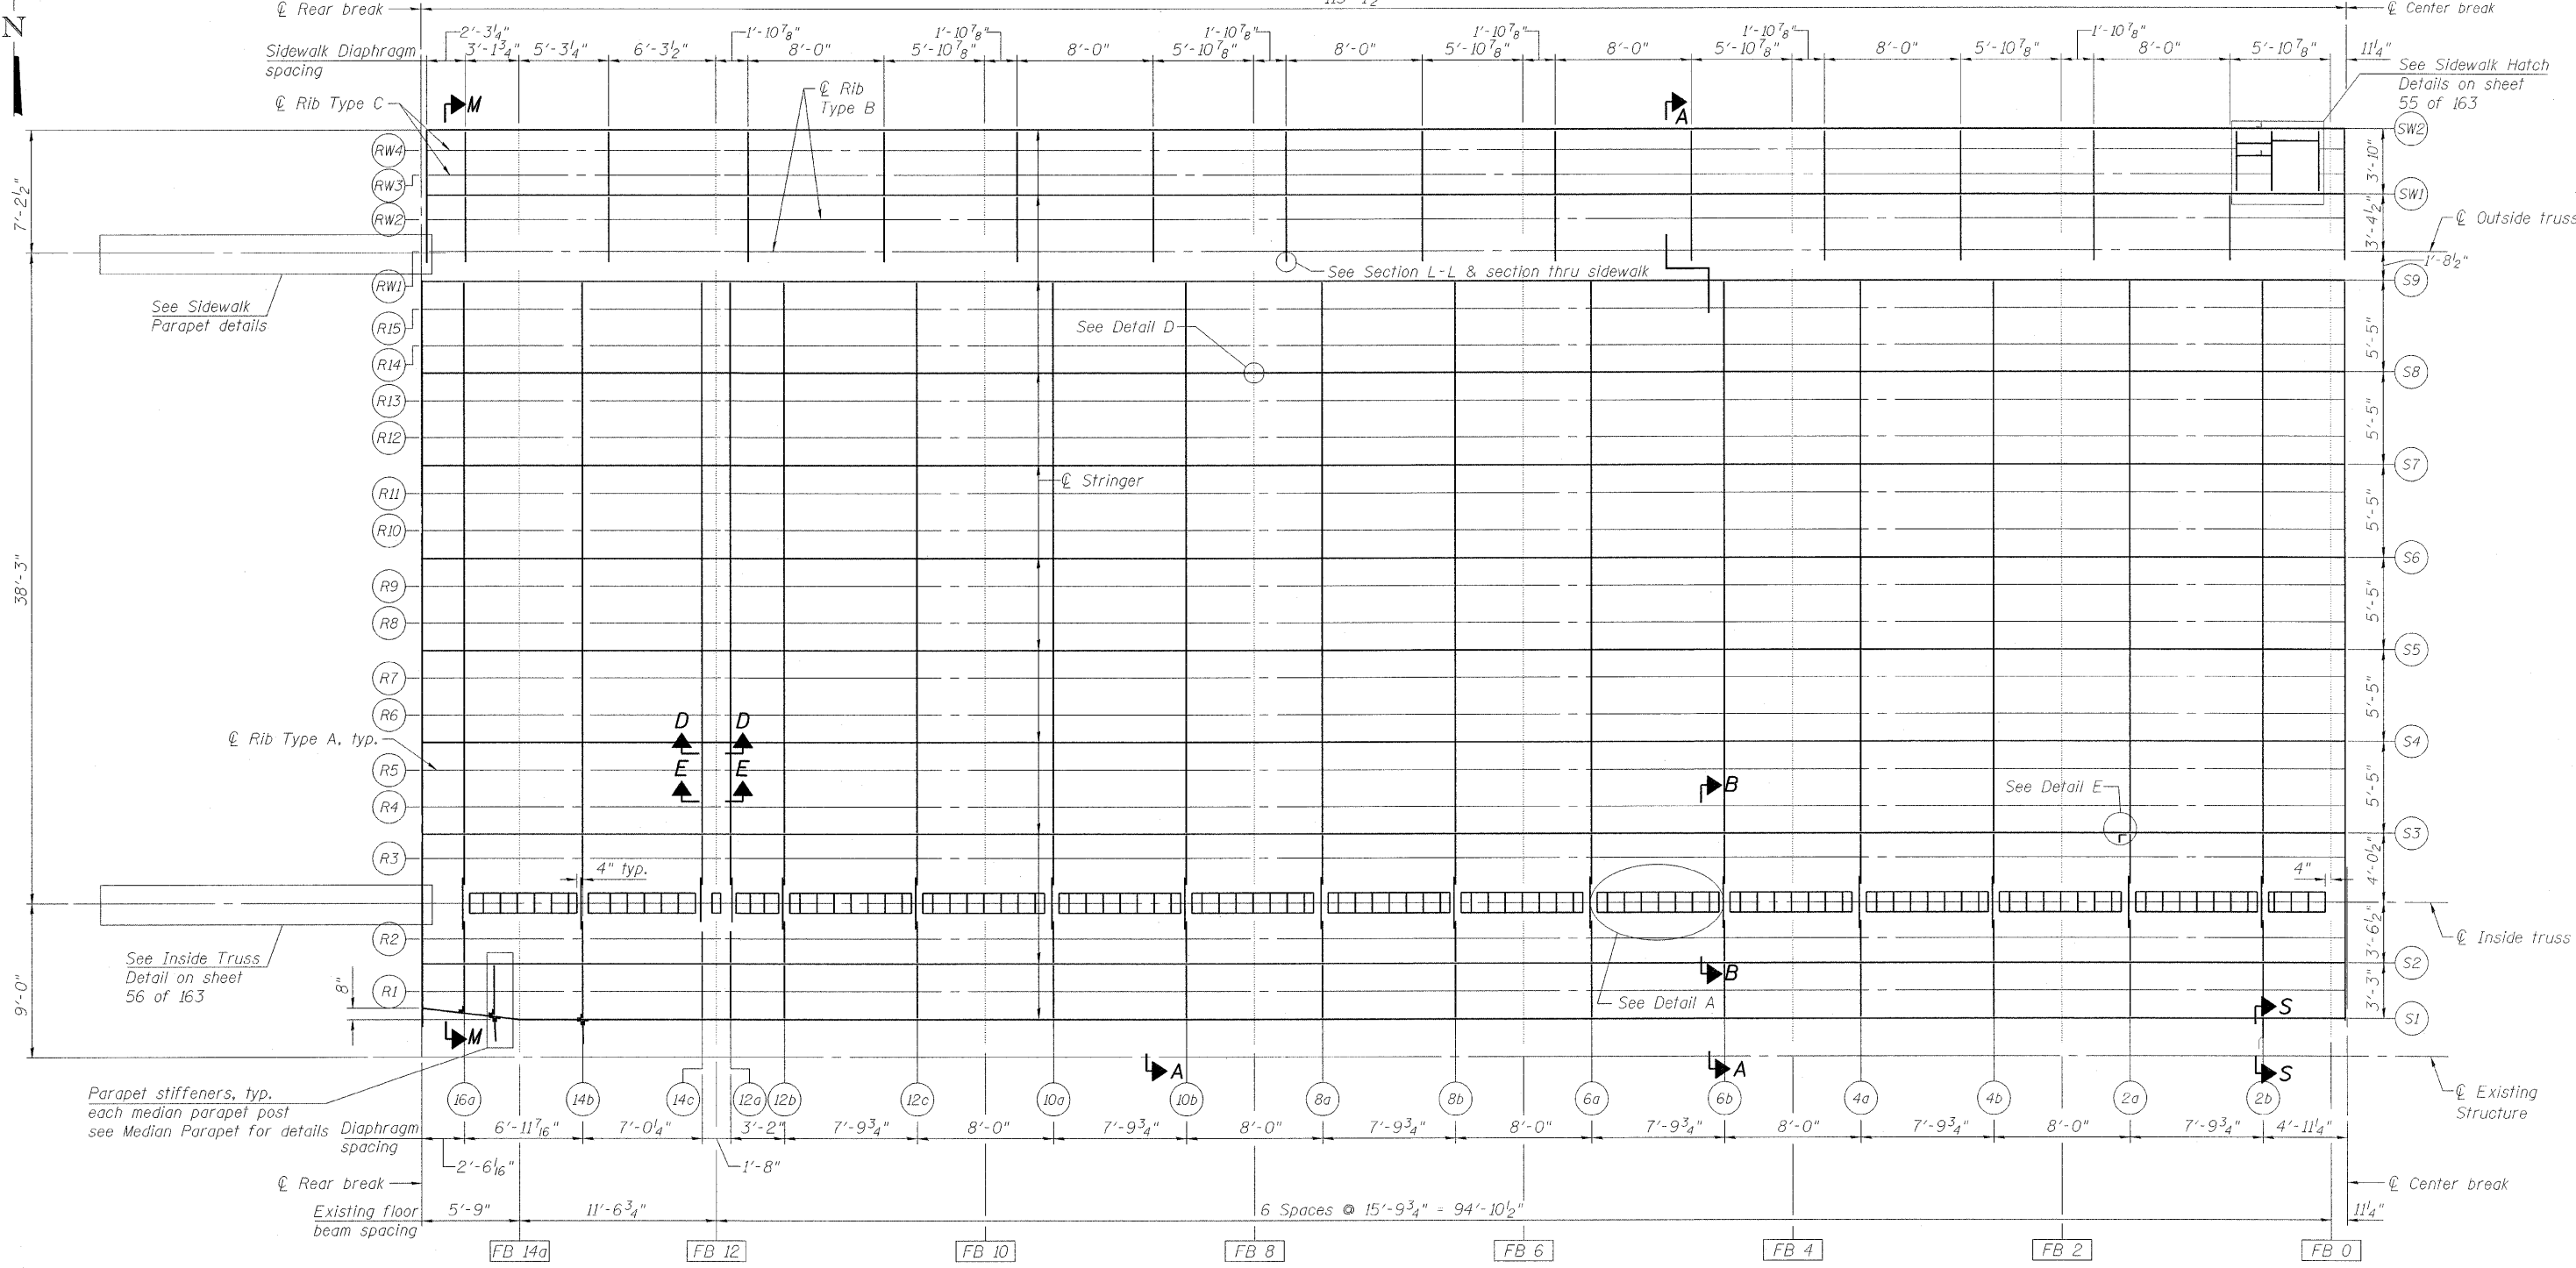 ℄ Rear break
113'-1½"
℄ Center break
N
2'-3¼"
1'-10⅞"
1'-10⅞"
1'-10⅞"
1'-10⅞"
1'-10⅞"
1'-10⅞"
Sidewalk Diaphragm
spacing
3'-1¾"
5'-3¼"
6'-3½"
8'-0"
5'-10⅞"
8'-0"
5'-10⅞"
8'-0"
5'-10⅞"
8'-0"
5'-10⅞"
8'-0"
5'-10⅞"
8'-0"
5'-10⅞"
11¼"
See Sidewalk Hatch
Details on sheet
55 of 163
℄ Rib Type C
M
℄ Rib
Type B
A
RW4
RW3
RW2
RW1
SW2
3'-10"
SW1
3'-4½"
℄ Outside truss
1'-8½"
S9
7'-2½"
See Section L-L & section thru sidewalk
See Sidewalk
Parapet details
R15
R14
R13
R12
R11
R10
R9
R8
R7
R6
R5
R4
R3
R2
R1
See Detail D
℄ Stringer
5'-5"
S8
5'-5"
S7
5'-5"
S6
5'-5"
S5
5'-5"
S4
5'-5"
S3
4'-0½"
38'-3"
D
D
E
E
℄ Rib Type A, typ.
B
See Detail E
4" typ.
4"
See Inside Truss
Detail on sheet
56 of 163
℄ Inside truss
3'-6½"
S2
3'-3"
S1
9'-0"
8"
B
See Detail A
S
M
A
A
S
Parapet stiffeners, typ.
each median parapet post
see Median Parapet for details
℄ Existing
Structure
16a
14b
14c
12a
12b
12c
10a
10b
8a
8b
6a
6b
4a
4b
2a
2b
Diaphragm
spacing
6'-11⁷⁄₁₆"
7'-0¼"
3'-2"
7'-9¾"
8'-0"
7'-9¾"
8'-0"
7'-9¾"
8'-0"
7'-9¾"
8'-0"
7'-9¾"
8'-0"
7'-9¾"
4'-11¼"
2'-6¹⁄₁₆"
1'-8"
℄ Rear break
℄ Center break
Existing floor
beam spacing
5'-9"
11'-6¾"
6 Spaces @ 15'-9¾" = 94'-10½"
11¼"
FB 14a
FB 12
FB 10
FB 8
FB 6
FB 4
FB 2
FB 0